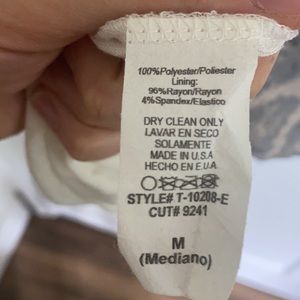 100%Polyester/Poliester
Lining:
96%Rayon/Rayon
4%Spandex/Elastico
DRY CLEAN ONLY
LAVAR EN SECO
SOLAMENTE
MADE IN U.S.A
HECHO EN E.U.A.
STYLE# T-10208-E
CUT# 9241
M
(Mediano)